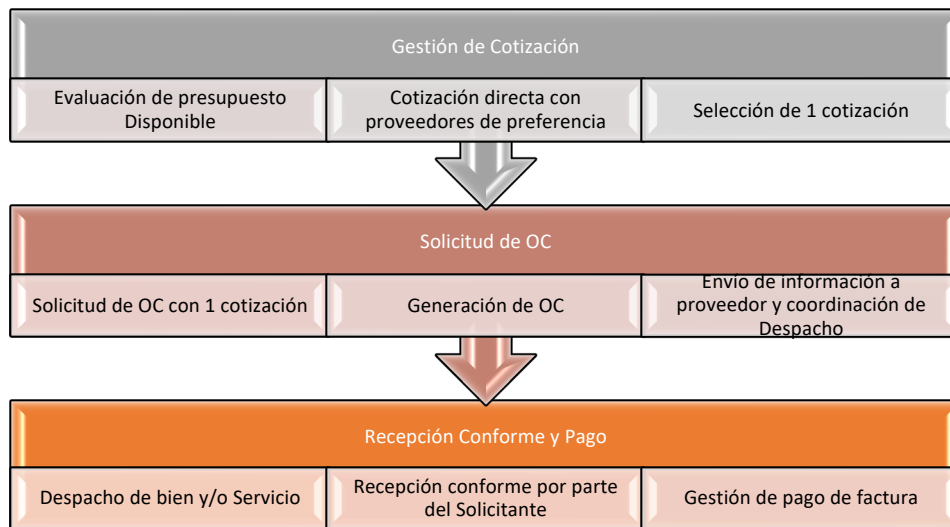 Gestión de Cotización
Evaluación de presupuesto
Disponible
Cotización directa con
proveedores de preferencia
Selección de 1 cotización
Solicitud de OC
Solicitud de OC con 1 cotización
Generación de OC
Envío de información a
proveedor y coordinación de
Despacho
Recepción Conforme y Pago
Despacho de bien y/o Servicio
Recepción conforme por parte
del Solicitante
Gestión de pago de factura